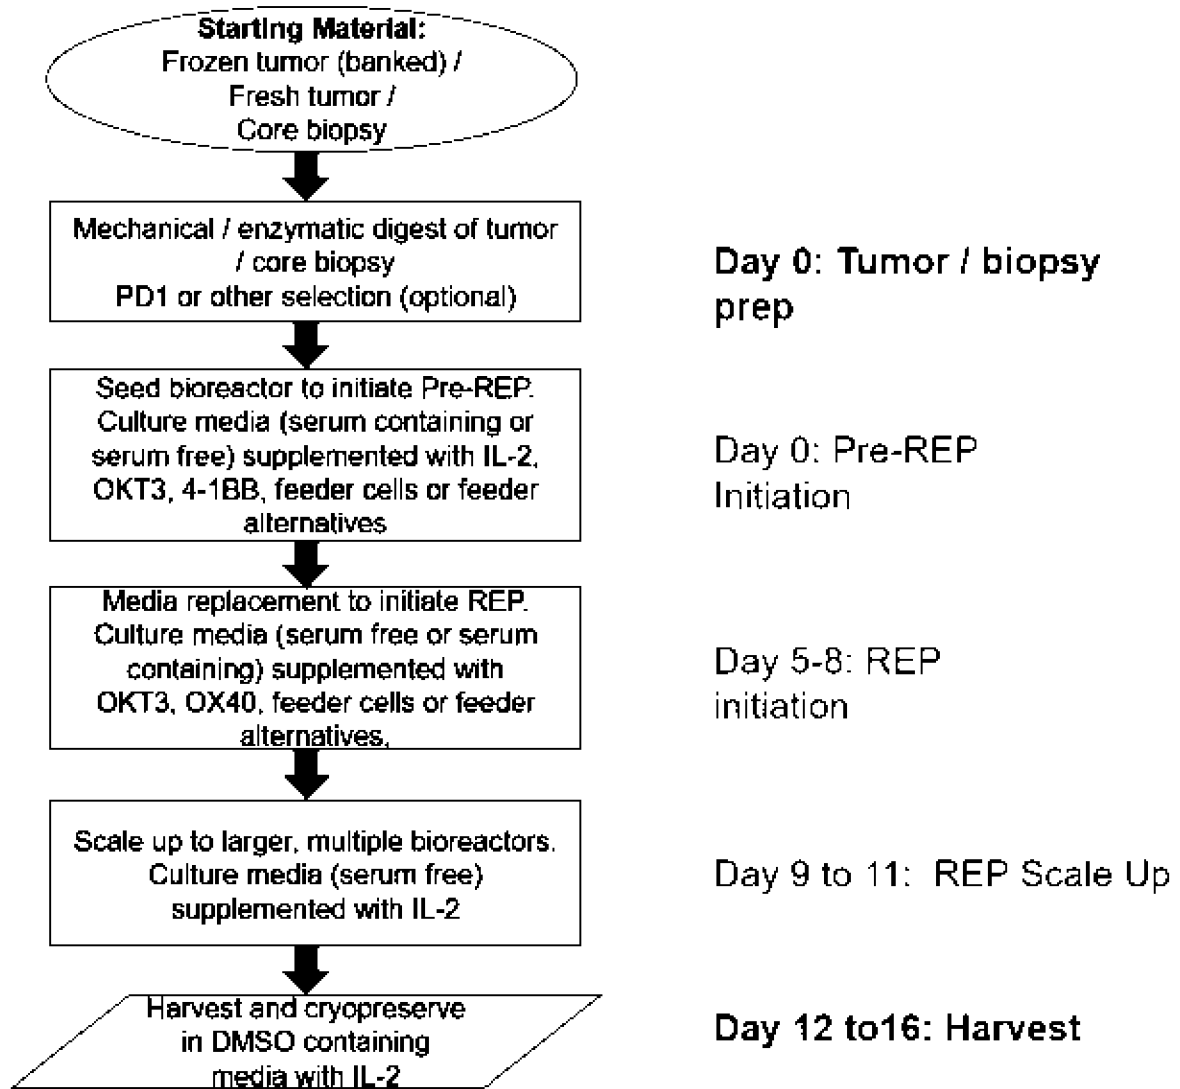 Starting Material:
Frozen tumor (banked) /
Fresh tumor /
Core biopsy
Mechanical / enzymatic digest of tumor
/ core biopsy
PD1 or other selection (optional)
Day 0: Tumor / biopsy
prep
Seed bioreactor to initiate Pre-REP.
Culture media (serum containing or
serum free) supplemented with IL-2,
OKT3, 4-1BB, feeder cells or feeder
alternatives
Day 0: Pre-REP
Initiation
Media replacement to initiate REP.
Culture media (serum free or serum
containing) supplemented with
OKT3, OX40, feeder cells or feeder
alternatives,
Day 5-8: REP
initiation
Scale up to larger, multiple bioreactors.
Culture media (serum free)
supplemented with IL-2
Day 9 to 11: REP Scale Up
Harvest and cryopreserve
in DMSO containing
media with IL-2
Day 12 to16: Harvest